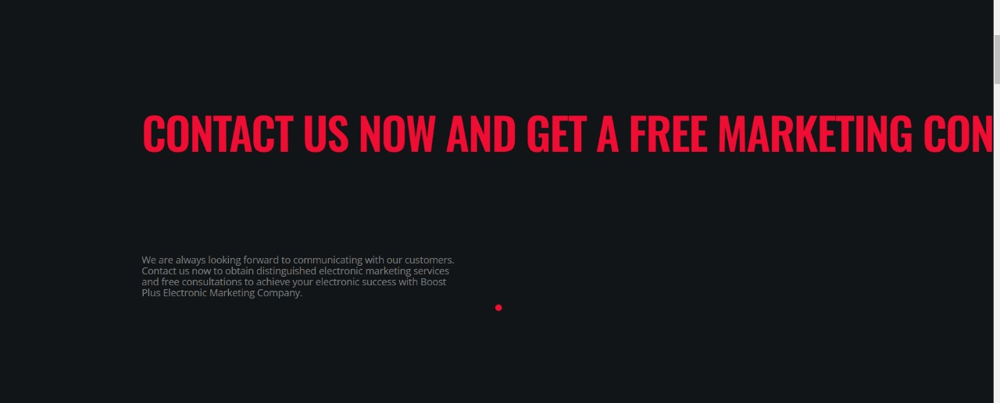 CONTACT US NOW AND GET A FREE MARKETING CON
We are always looking forward to communicating with our customers.
Contact us now to obtain distinguished electronic marketing services
and free consultations to achieve your electronic success with Boost
Plus Electronic Marketing Company.